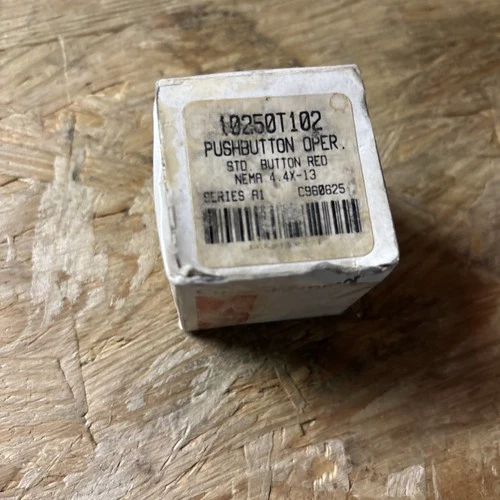 10250T102
PUSHBUTTON OPER.
STD. BUTTON RED
NEMA 4.4X-13
SERIES A1 C960625